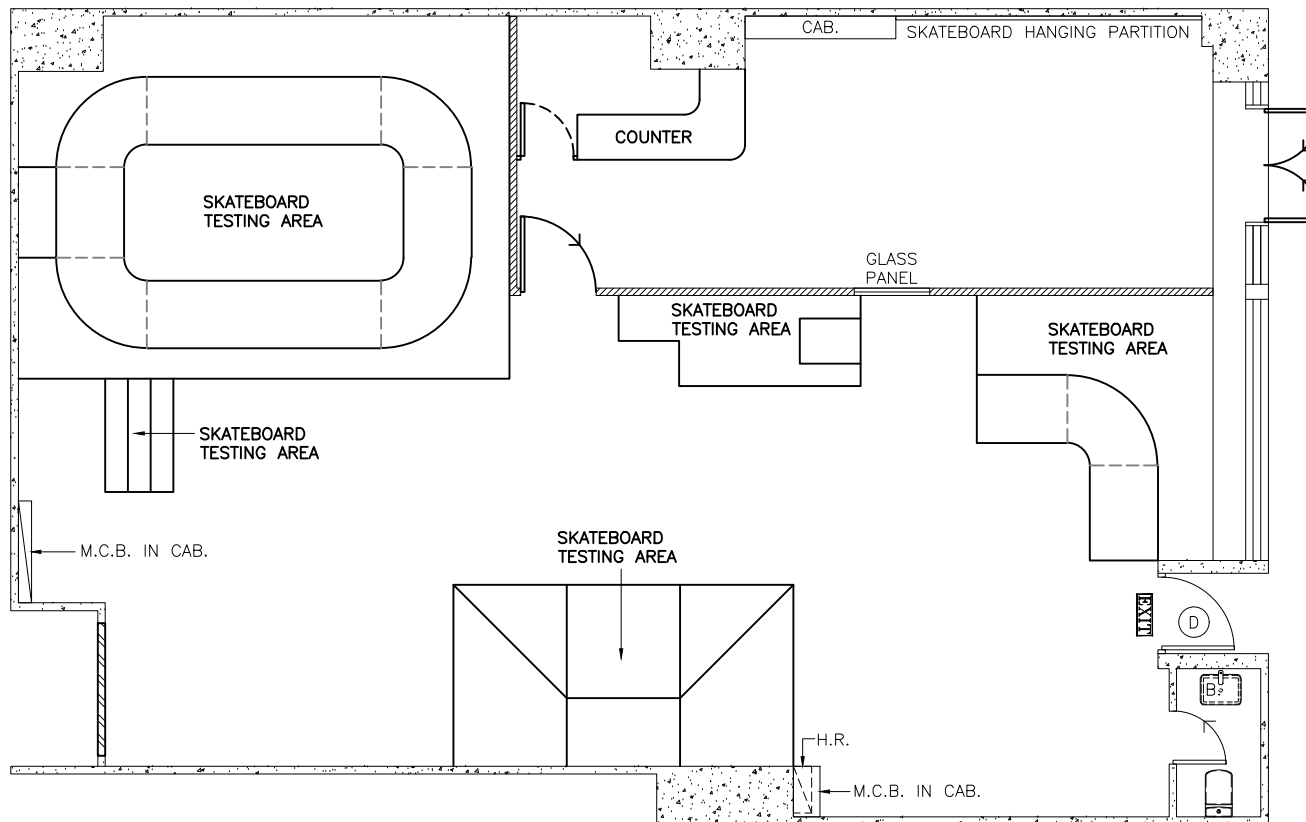 CAB.
SKATEBOARD HANGING PARTITION
COUNTER
SKATEBOARD
TESTING AREA
GLASS
PANEL
SKATEBOARD
TESTING AREA
SKATEBOARD
TESTING AREA
SKATEBOARD
TESTING AREA
M.C.B. IN CAB.
SKATEBOARD
TESTING AREA
EXIT
D
B.
H.R.
M.C.B. IN CAB.